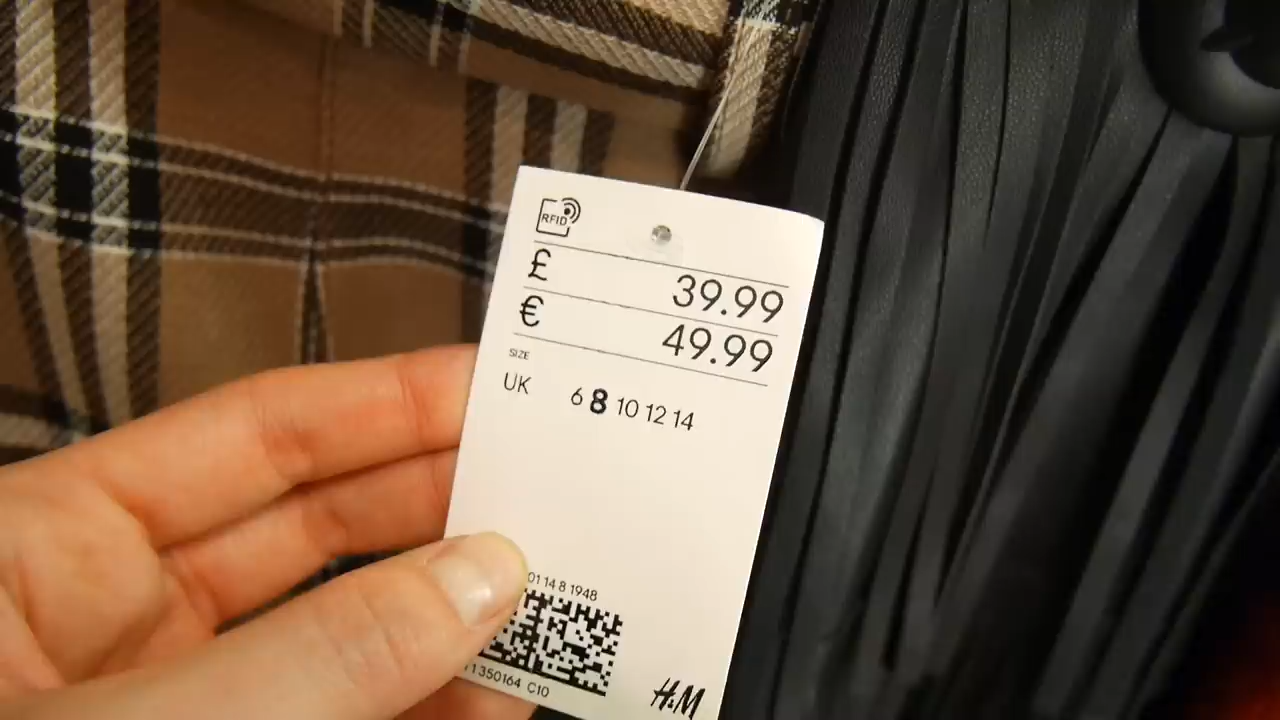 RFID
£ 39.99
€ 49.99
SIZE
UK 6 8 10 12 14
01 14 8 1948
1350164 C10
H&M